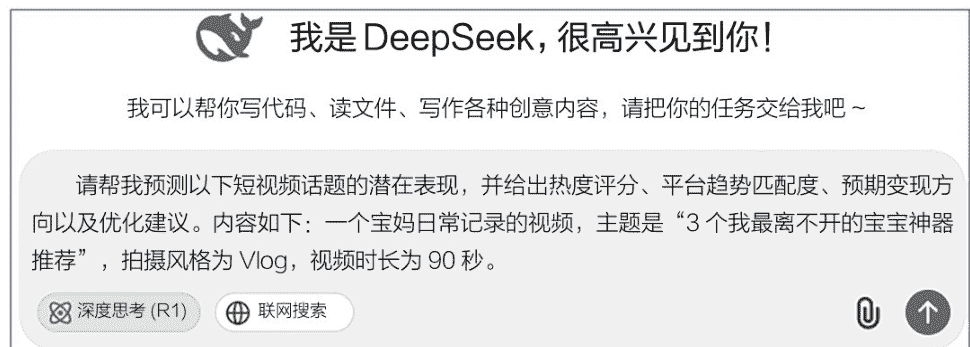 我是 DeepSeek，很高兴见到你！
我可以帮你写代码、读文件、写作各种创意内容，请把你的任务交给我吧 ~
请帮我预测以下短视频话题的潜在表现，并给出热度评分、平台趋势匹配度、预期变现方
向以及优化建议。内容如下：一个宝妈日常记录的视频，主题是“3 个我最离不开的宝宝神器
推荐”，拍摄风格为 Vlog，视频时长为 90 秒。
深度思考 (R1) 联网搜索